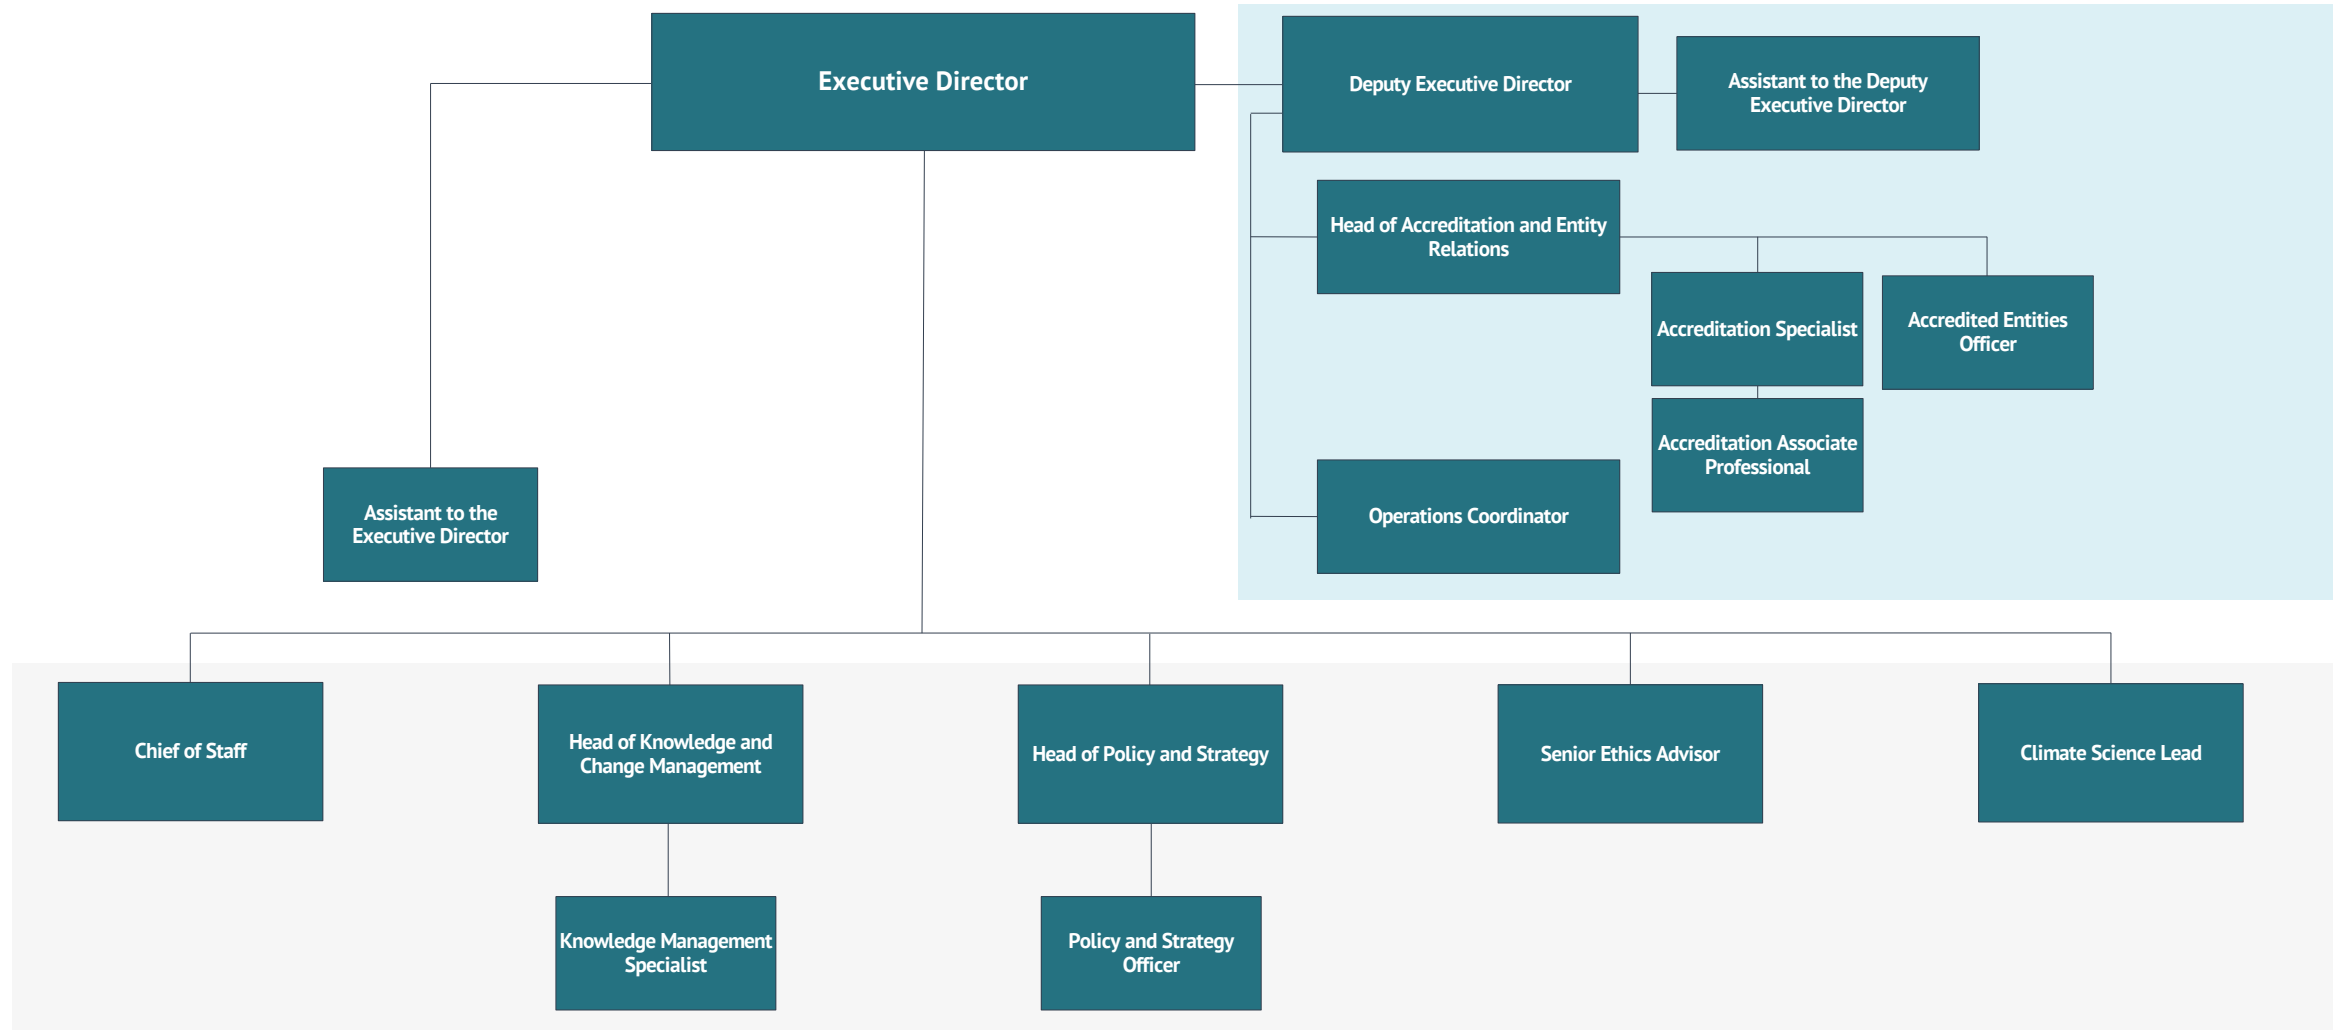 Executive Director
Deputy Executive Director
Assistant to the Deputy
Executive Director
Head of Accreditation and Entity
Relations
Accreditation Specialist
Accredited Entities
Officer
Accreditation Associate
Professional
Operations Coordinator
Assistant to the
Executive Director
Chief of Staff
Head of Knowledge and
Change Management
Head of Policy and Strategy
Senior Ethics Advisor
Climate Science Lead
Knowledge Management
Specialist
Policy and Strategy
Officer